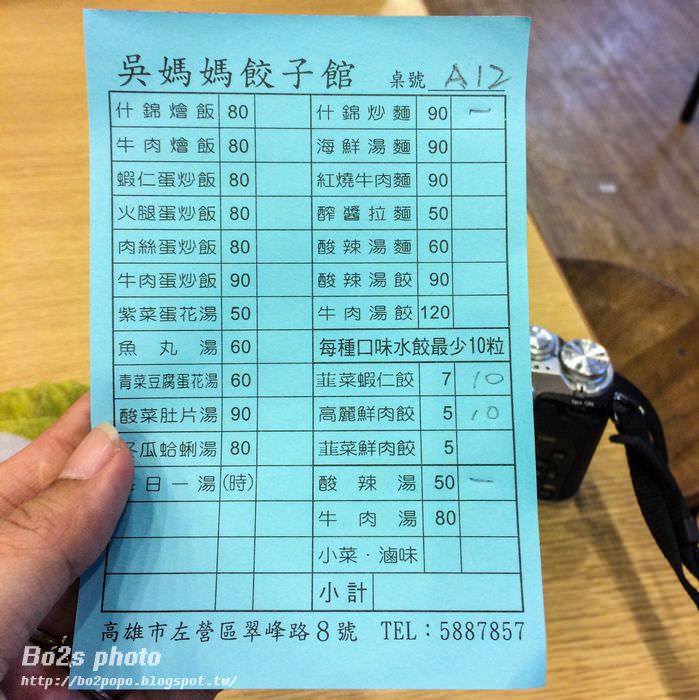 吳媽媽餃子館 桌號 A12
什錦燴飯 80 什錦炒麵 90 一
牛肉燴飯 80 海鮮湯麵 90
蝦仁蛋炒飯 80 紅燒牛肉麵 90
火腿蛋炒飯 80 醡醬拉麵 50
肉絲蛋炒飯 80 酸辣湯麵 60
牛肉蛋炒飯 90 酸辣湯餃 90
紫菜蛋花湯 50 牛肉湯餃 120
魚丸湯 60 每種口味水餃最少10粒
青菜豆腐蛋花湯 60 韮菜蝦仁餃 7 10
酸菜肚片湯 90 高麗鮮肉餃 5 10
冬瓜蛤蜊湯 80 韮菜鮮肉餃 5
日一湯 (時) 酸辣湯 50 一
牛肉湯 80
小菜·滷味
小計
高雄市左營區翠峰路8號 TEL：5887857
Bo2s photo
http://bo2popo.blogspot.tw/